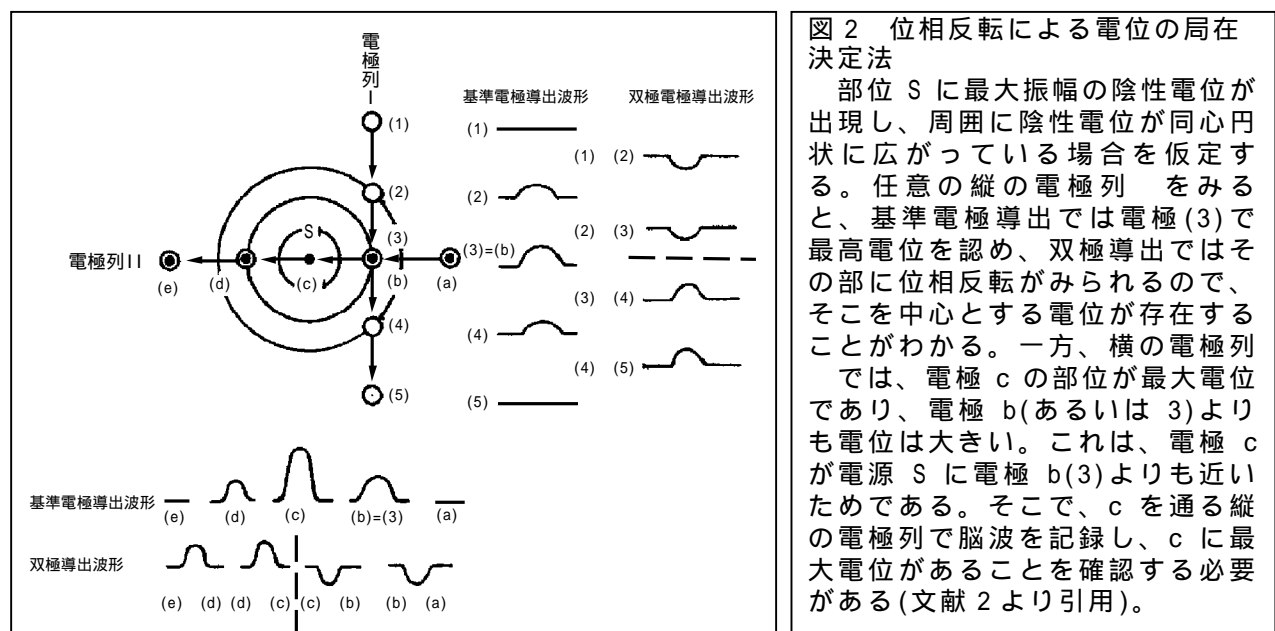 電極列I
基準電極導出波形 双極電極導出波形
(1)
(1) (1) (2)
(2) (2)
(2) (3)
S (3)
電極列II (3)=(b)
(e) (d) (c) (b) (a)
(3) (4)
(4) (4)
(4) (5)
(5) (5)
基準電極導出波形
(e) (d) (c) (b)=(3) (a)
双極導出波形
(e) (d) (d) (c) (c) (b) (b) (a)
図2 位相反転による電位の局在
決定法
部位 S に最大振幅の陰性電位が
出現し、周囲に陰性電位が同心円
状に広がっている場合を仮定す
る。任意の縦の電極列 をみる
と、基準電極導出では電極(3)で
最高電位を認め、双極導出ではそ
の部に位相反転がみられるので、
そこを中心とする電位が存在する
ことがわかる。一方、横の電極列
では、電極 c の部位が最大電位
であり、電極 b(あるいは 3)より
も電位は大きい。これは、電極 c
が電源 S に電極 b(3)よりも近い
ためである。そこで、c を通る縦
の電極列で脳波を記録し、c に最
大電位があることを確認する必要
がある(文献 2 より引用)。